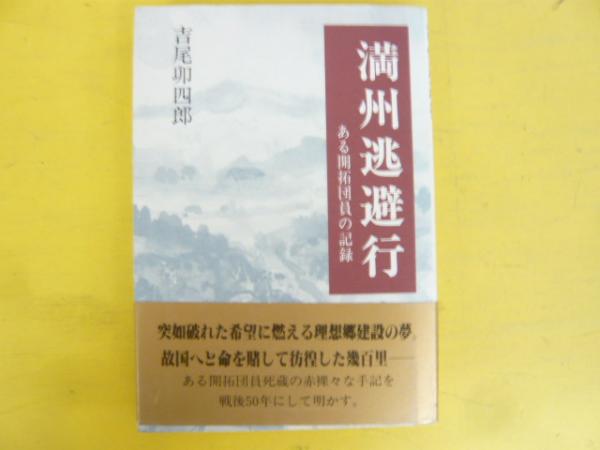 満州逃避行
ある開拓団員の記録
吉尾卯四郎
突如破れた希望に燃える理想郷建設の夢。
故国へと命を賭して彷徨した幾百里──
ある開拓団員死蔵の赤裸々な手記を
戦後50年にして明かす。